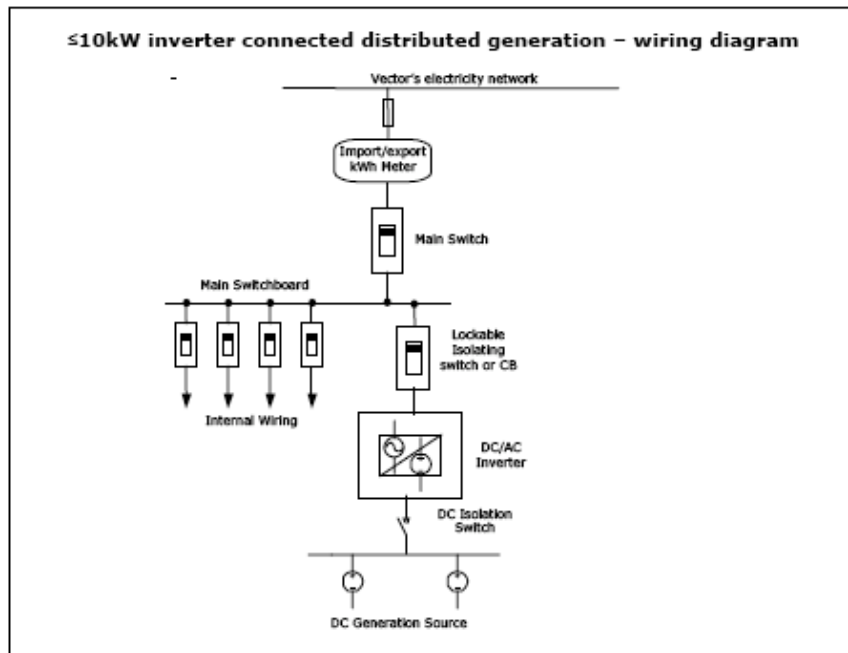 ≤10kW inverter connected distributed generation – wiring diagram
-
Vector's electricity network
Import/export
kWh Meter
Main Switch
Main Switchboard
Lockable
Isolating
switch or CB
Internal Wiring
DC/AC
Inverter
DC Isolation
Switch
DC Generation Source